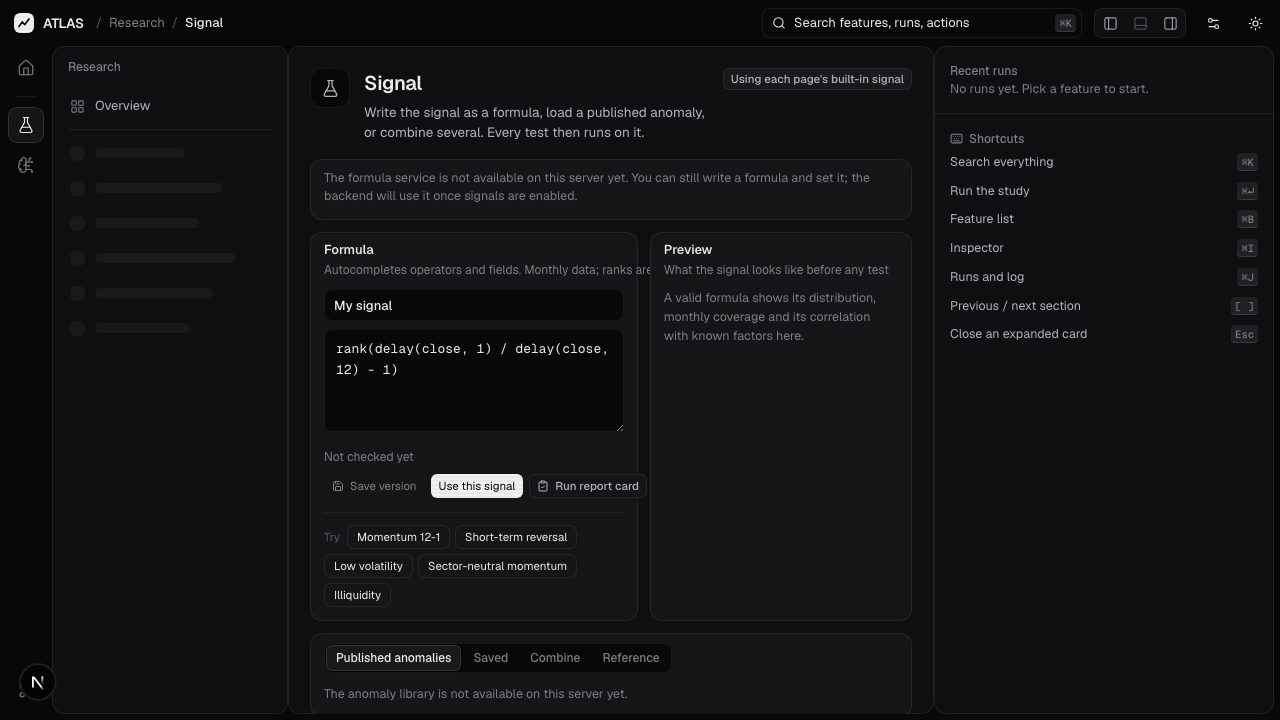 ATLAS / Research / Signal
Search features, runs, actions ⌘K
Research
Overview
Signal
Using each page's built-in signal
Write the signal as a formula, load a published anomaly,
or combine several. Every test then runs on it.
The formula service is not available on this server yet. You can still write a formula and set it; the
backend will use it once signals are enabled.
Formula
Autocompletes operators and fields. Monthly data; ranks are
My signal
rank(delay(close, 1) / delay(close,
12) - 1)
Not checked yet
Save version
Use this signal
Run report card
Try
Momentum 12-1
Short-term reversal
Low volatility
Sector-neutral momentum
Illiquidity
Preview
What the signal looks like before any test
A valid formula shows its distribution,
monthly coverage and its correlation
with known factors here.
Published anomalies
Saved
Combine
Reference
The anomaly library is not available on this server yet.
Recent runs
No runs yet. Pick a feature to start.
Shortcuts
Search everything ⌘K
Run the study ⌘↵
Feature list ⌘B
Inspector ⌘I
Runs and log ⌘J
Previous / next section [ ]
Close an expanded card Esc
N